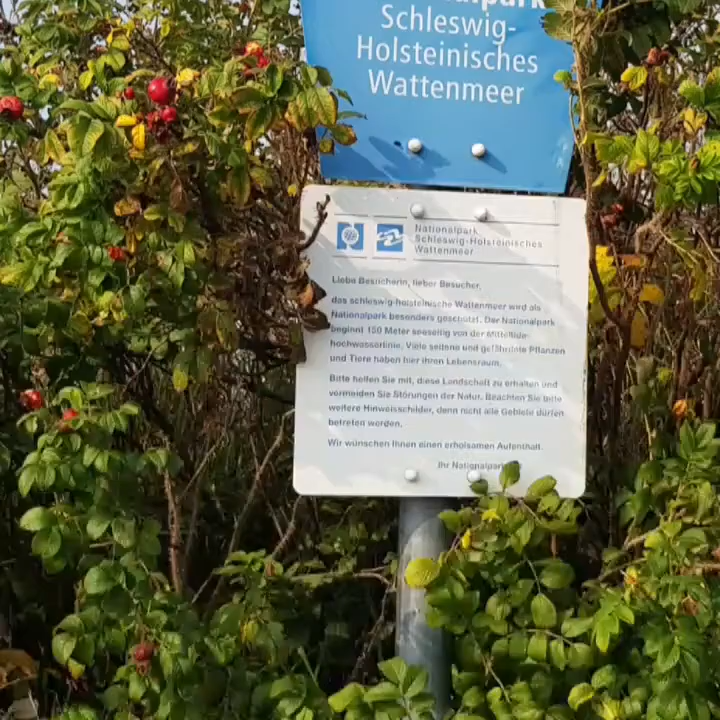 Schleswig-
Holsteinisches
Wattenmeer
Nationalpark
Schleswig-Holsteinisches
Wattenmeer
Liebe Besucherin, lieber Besucher,
das schleswig-holsteinische Wattenmeer wird als
Nationalpark besonders geschützt. Der Nationalpark
beginnt 150 Meter seeseitig von der Mitteltide-
hochwasserlinie. Viele seltene und gefährdete Pflanzen
und Tiere haben hier ihren Lebensraum.
Bitte helfen Sie mit, diese Landschaft zu erhalten und
vermeiden Sie Störungen der Natur. Beachten Sie bitte
weitere Hinweisschilder, denn nicht alle Gebiete dürfen
betreten werden.
Wir wünschen Ihnen einen erholsamen Aufenthalt.
Ihr Nationalpark